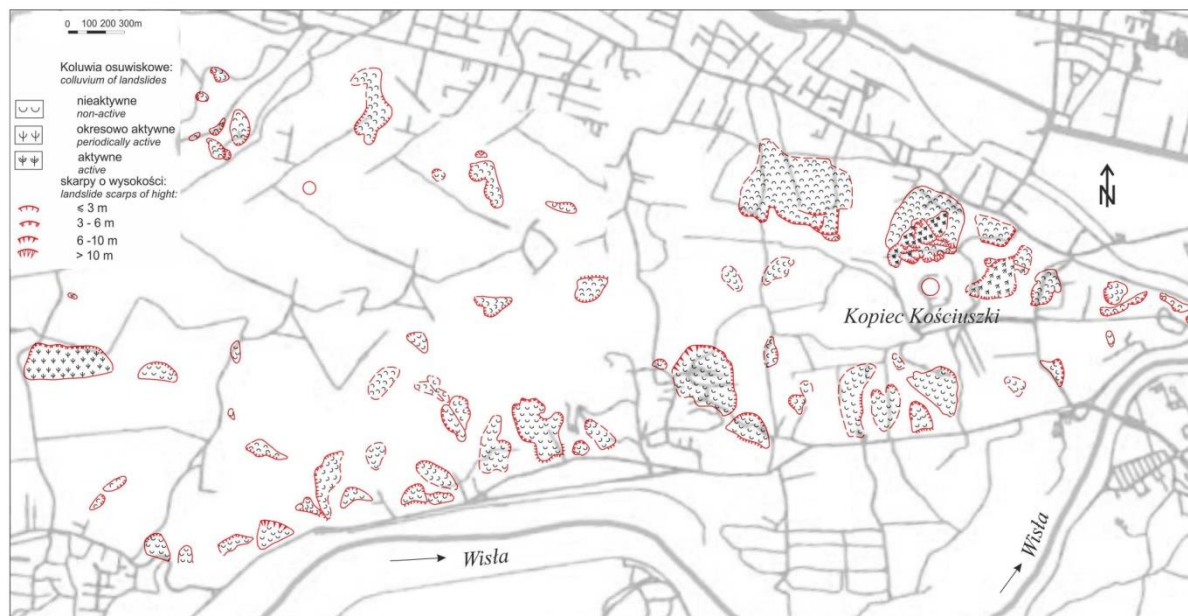 0 100 200 300m
Koluwia osuwiskowe:
colluvium of landslides
nieaktywne
non-active
okresowo aktywne
periodically active
aktywne
active
skarpy o wysokości:
landslide scarps of hight:
≤ 3 m
3 - 6 m
6 -10 m
> 10 m
N
Kopiec Kościuszki
Wisła
Wisła